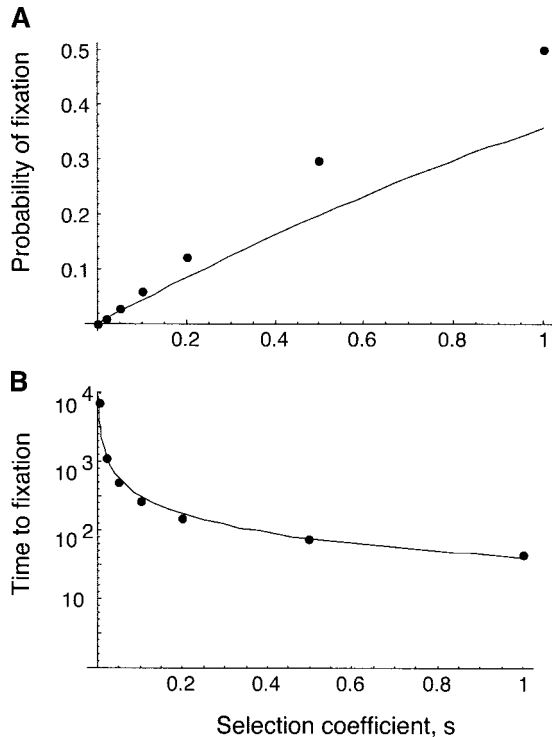 A
Probability of fixation
0.5
0.4
0.3
0.2
0.1
0.2 0.4 0.6 0.8 1
B
Time to fixation
10 4
10 3
10 2
10
0.2 0.4 0.6 0.8 1
Selection coefficient, s